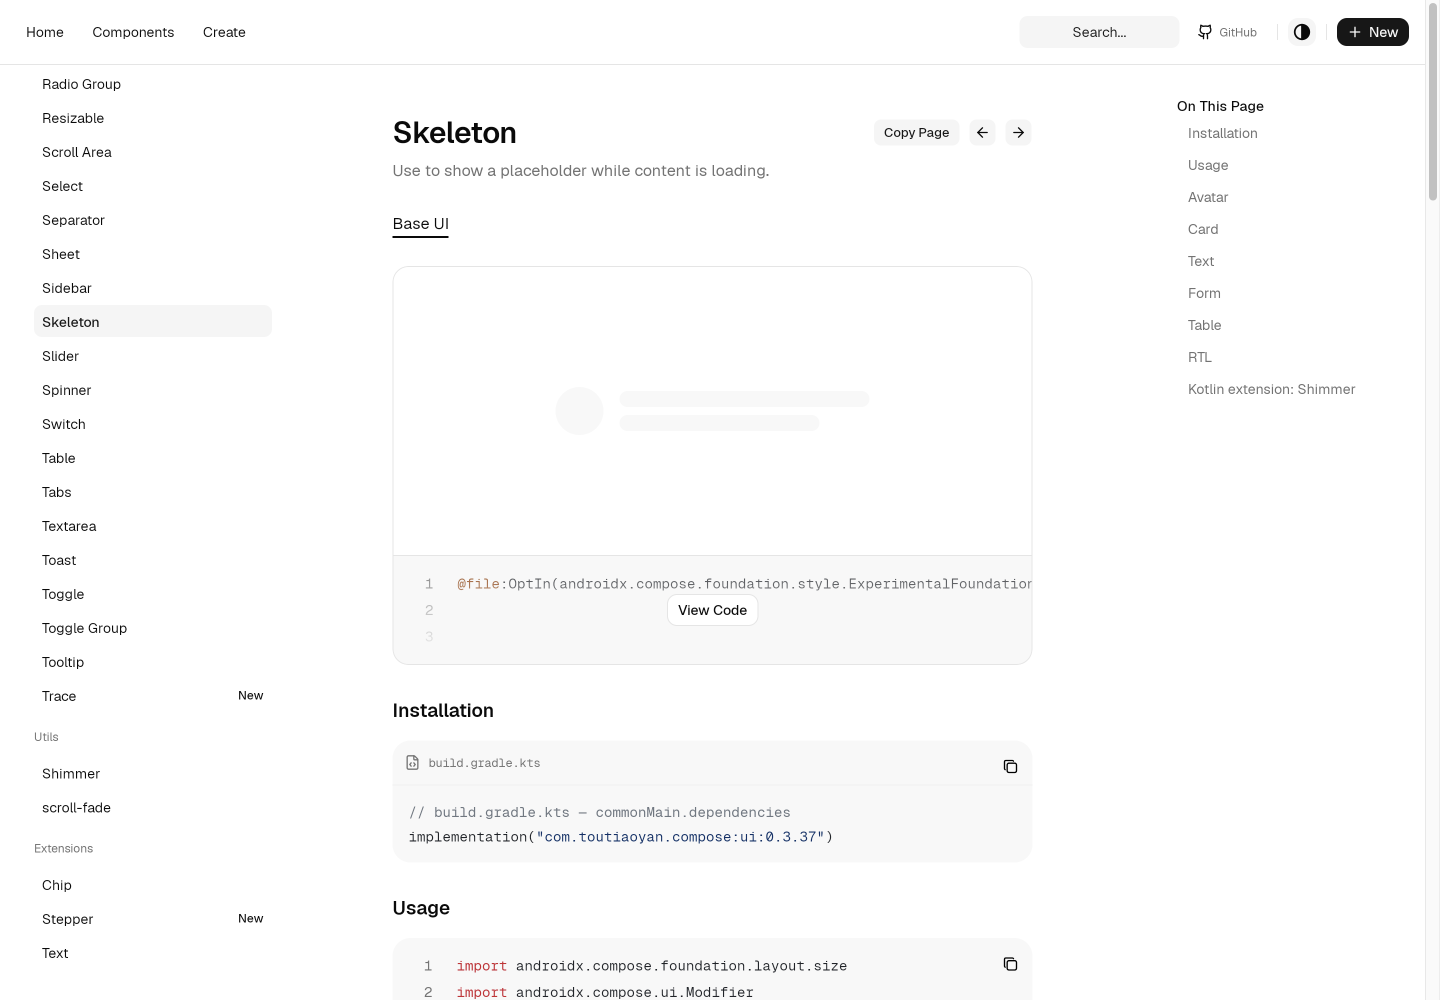 Home
Components
Create
Search...
GitHub
New
Radio Group
Resizable
Scroll Area
Select
Separator
Sheet
Sidebar
Skeleton
Slider
Spinner
Switch
Table
Tabs
Textarea
Toast
Toggle
Toggle Group
Tooltip
Trace New
Utils
Shimmer
scroll-fade
Extensions
Chip
Stepper New
Text
Skeleton
Copy Page
Use to show a placeholder while content is loading.
Base UI
1 @file:OptIn(androidx.compose.foundation.style.ExperimentalFoundation
2
View Code
3
Installation
build.gradle.kts
// build.gradle.kts — commonMain.dependencies
implementation("com.toutiaoyan.compose:ui:0.3.37")
Usage
1 import androidx.compose.foundation.layout.size
2 import androidx.compose.ui.Modifier
On This Page
Installation
Usage
Avatar
Card
Text
Form
Table
RTL
Kotlin extension: Shimmer